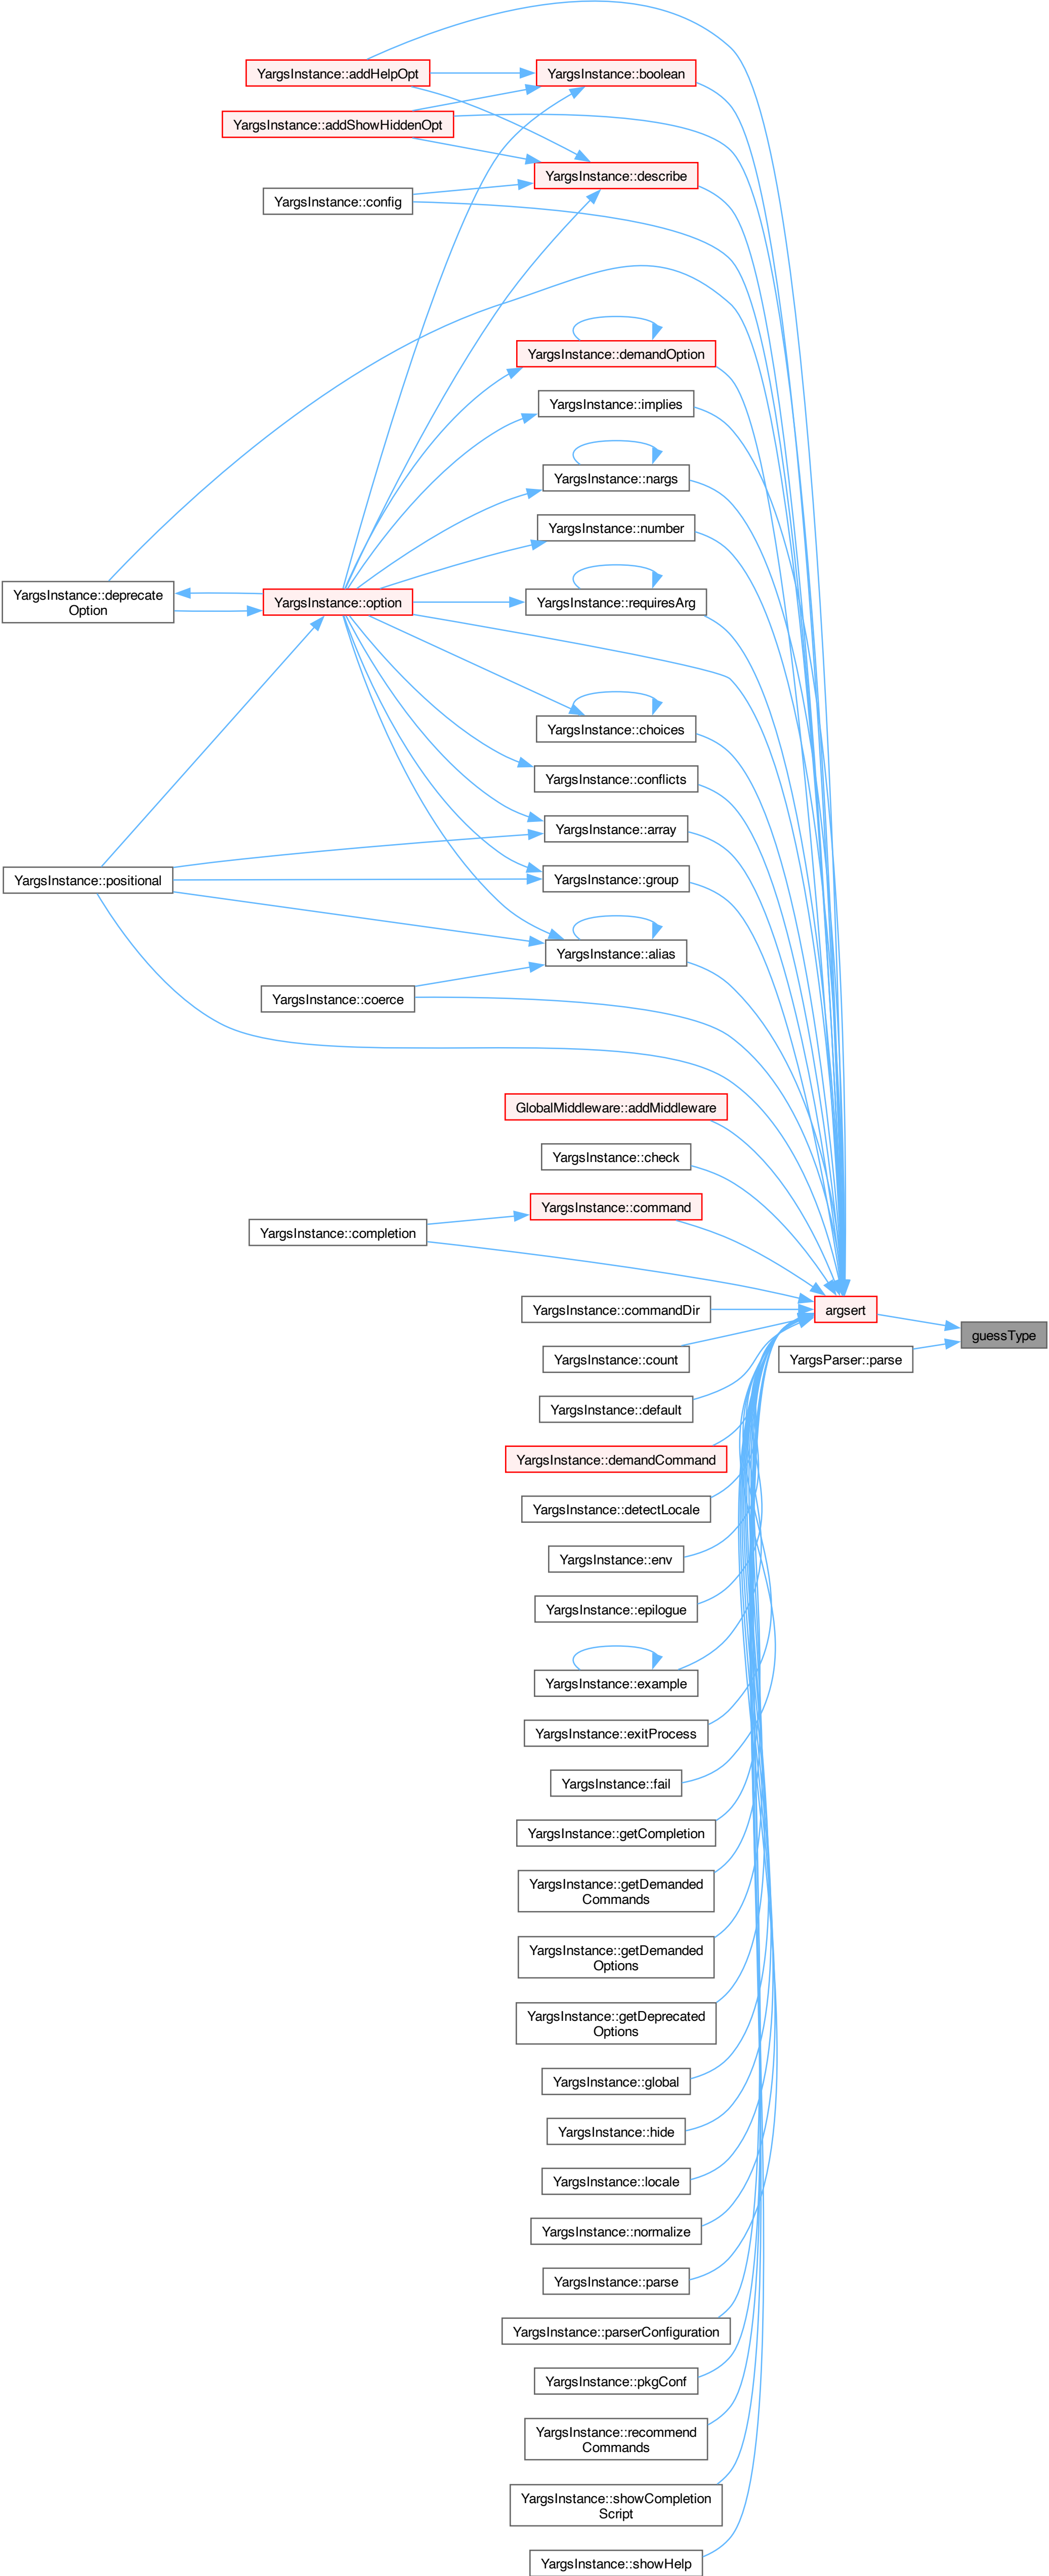 YargsInstance::addHelpOpt
YargsInstance::boolean
YargsInstance::addShowHiddenOpt
YargsInstance::describe
YargsInstance::config
YargsInstance::demandOption
YargsInstance::implies
YargsInstance::nargs
YargsInstance::number
YargsInstance::deprecate
Option
YargsInstance::option
YargsInstance::requiresArg
YargsInstance::choices
YargsInstance::conflicts
YargsInstance::array
YargsInstance::positional
YargsInstance::group
YargsInstance::alias
YargsInstance::coerce
GlobalMiddleware::addMiddleware
YargsInstance::check
YargsInstance::command
YargsInstance::completion
YargsInstance::commandDir
argsert
guessType
YargsInstance::count
YargsParser::parse
YargsInstance::default
YargsInstance::demandCommand
YargsInstance::detectLocale
YargsInstance::env
YargsInstance::epilogue
YargsInstance::example
YargsInstance::exitProcess
YargsInstance::fail
YargsInstance::getCompletion
YargsInstance::getDemanded
Commands
YargsInstance::getDemanded
Options
YargsInstance::getDeprecated
Options
YargsInstance::global
YargsInstance::hide
YargsInstance::locale
YargsInstance::normalize
YargsInstance::parse
YargsInstance::parserConfiguration
YargsInstance::pkgConf
YargsInstance::recommend
Commands
YargsInstance::showCompletion
Script
YargsInstance::showHelp